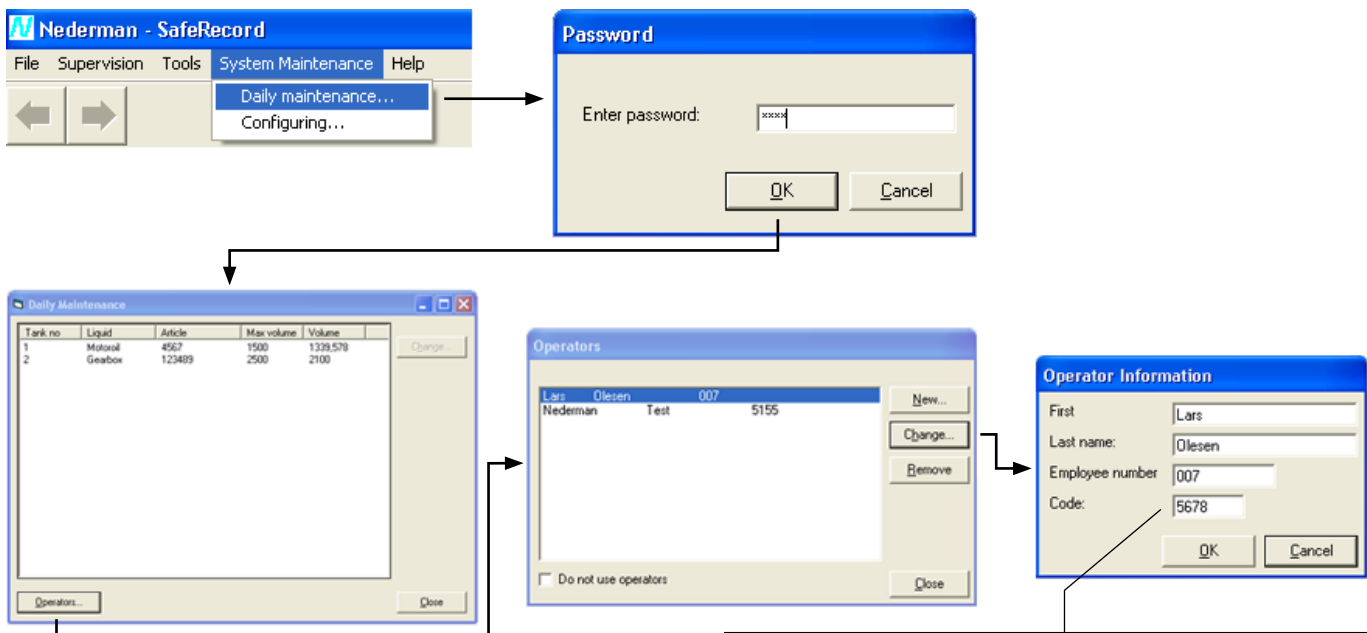 Nederman - SafeRecord
File Supervision Tools System Maintenance Help
Daily maintenance...
Configuring...
Password
Enter password: xxxx
OK Cancel
Daily Maintenance
Tank no Liquid Article Max volume Volume
1 Motoroil 4567 1500 1339,578
2 Gearbox 123489 2500 2100
Change...
Operators... Close
Operators
Lars Olesen 007
Nederman Test 5155
New...
Change...
Remove
Do not use operators
Close
Operator Information
First Lars
Last name: Olesen
Employee number 007
Code: 5678
OK Cancel